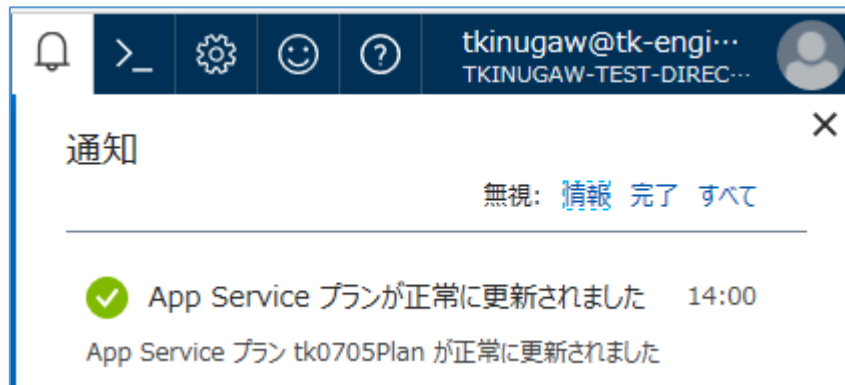 tkinugaw@tk-engi…
TKINUGAW-TEST-DIREC…
通知
無視: 情報 完了 すべて
App Service プランが正常に更新されました 14:00
App Service プラン tk0705Plan が正常に更新されました